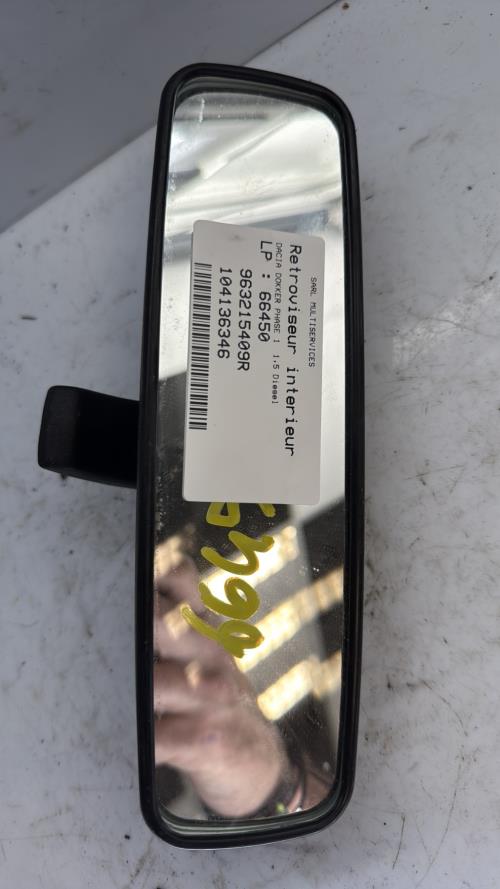 SARL MULTISERVICES
Retroviseur interieur
DACIA DOKKER PHASE 1 1.5 Diesel
LP : 66450
963215409R
104136346